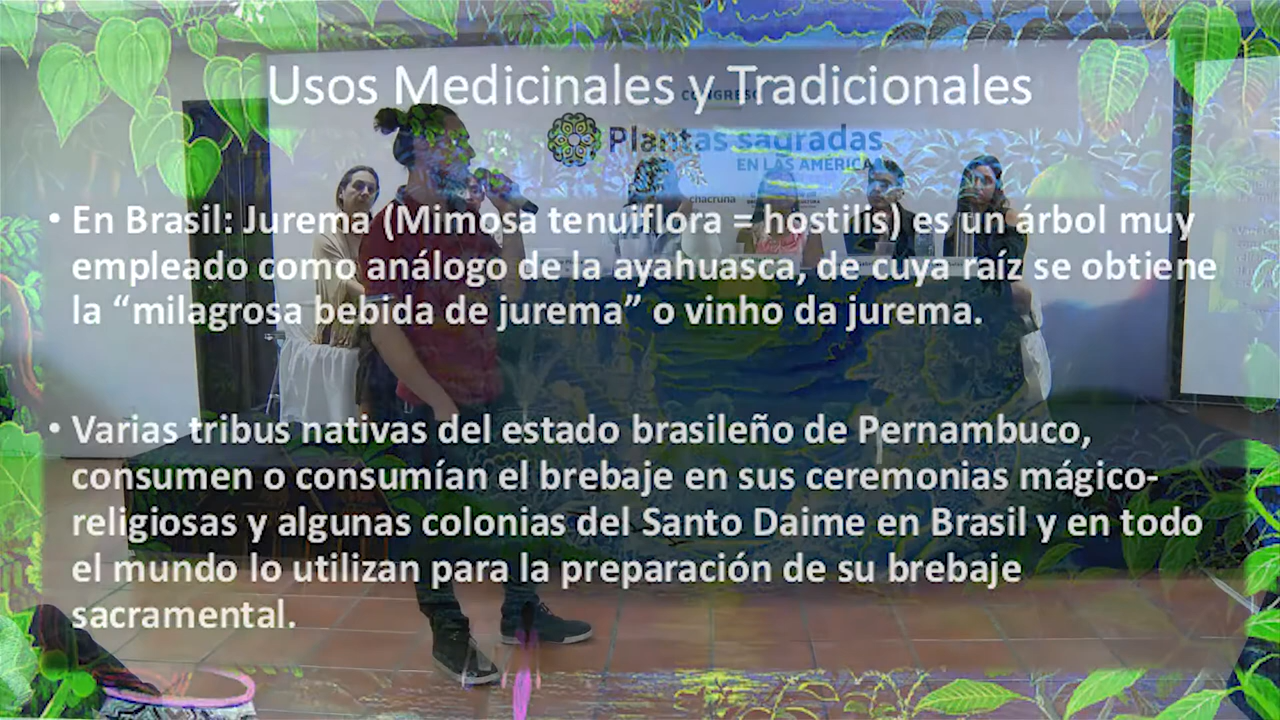 Usos Medicinales y Tradicionales
CONGRESO
Plantas sagradas
EN LAS AMÉRICAS
chacruna
• En Brasil: Jurema (Mimosa tenuiflora = hostilis) es un árbol muy
empleado como análogo de la ayahuasca, de cuya raíz se obtiene
la “milagrosa bebida de jurema” o vinho da jurema.
• Varias tribus nativas del estado brasileño de Pernambuco,
consumen o consumían el brebaje en sus ceremonias mágico-
religiosas y algunas colonias del Santo Daime en Brasil y en todo
el mundo lo utilizan para la preparación de su brebaje
sacramental.